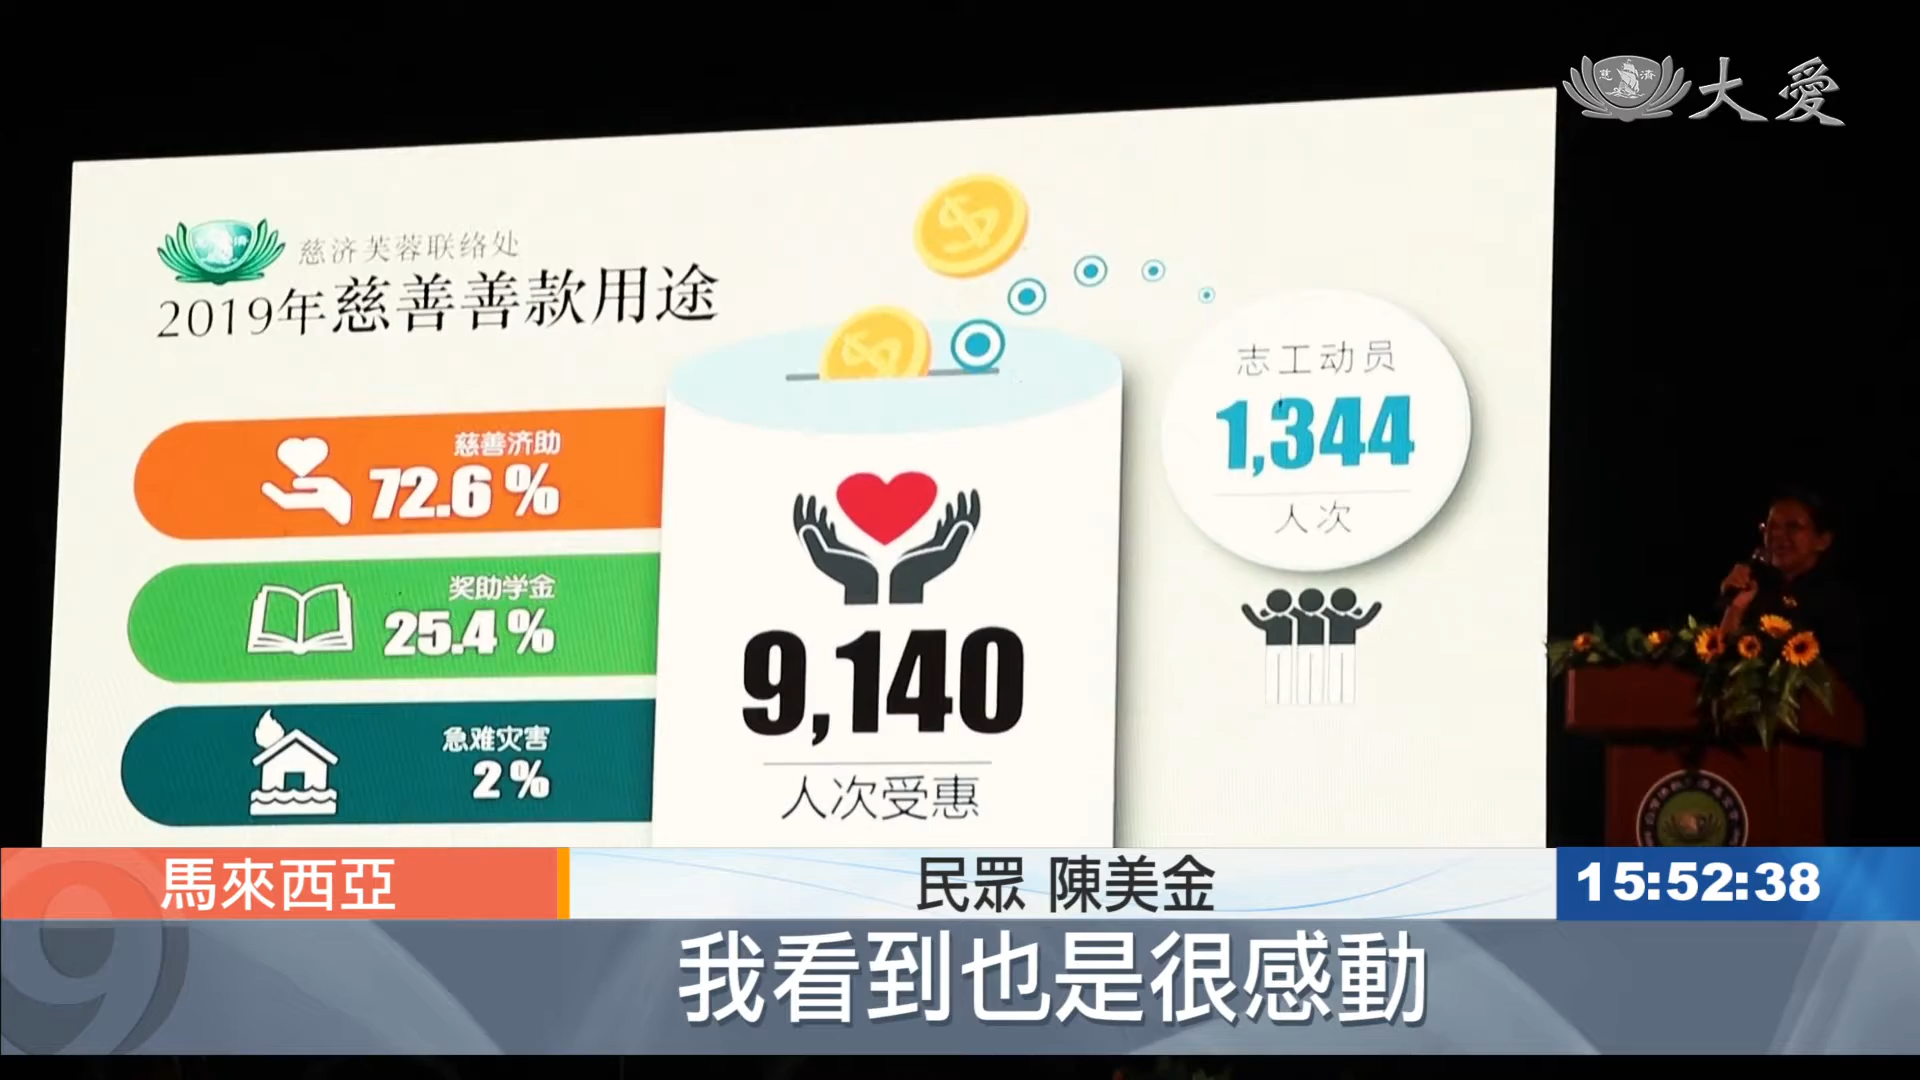 慈濟
大愛
慈济芙蓉联络处
2019年慈善善款用途
慈善济助
72.6%
奖助学金
25.4%
急难灾害
2%
9,140
人次受惠
志工动员
1,344
人次
馬來西亞
民眾 陳美金
15:52:38
我看到也是很感動